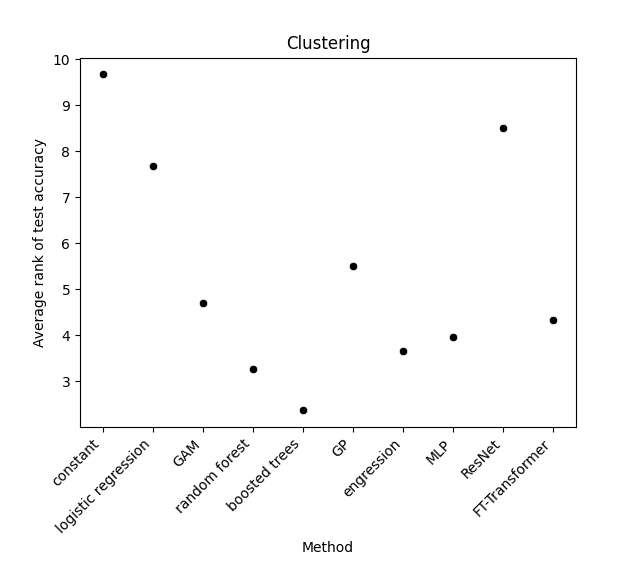 Clustering
Average rank of test accuracy
10
9
8
7
6
5
4
3
constant
logistic regression
GAM
random forest
boosted trees
GP
engression
MLP
ResNet
FT-Transformer
Method